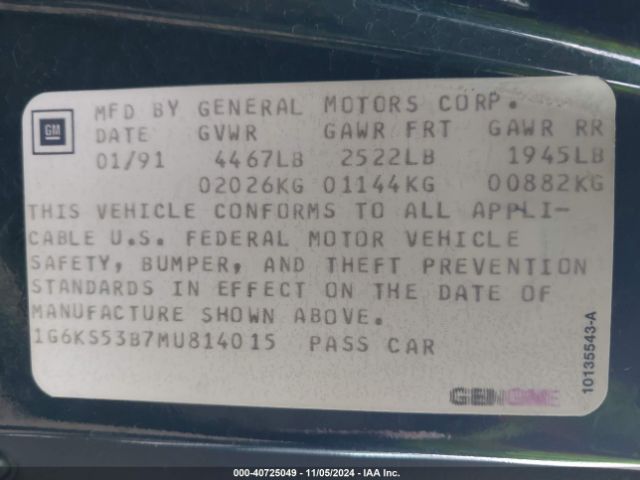 GM
MFD BY GENERAL MOTORS CORP.
DATE GVWR GAWR FRT GAWR RR
01/91 4467LB 2522LB 1945LB
02026KG 01144KG 00882KG
THIS VEHICLE CONFORMS TO ALL APPLI-
CABLE U.S. FEDERAL MOTOR VEHICLE
SAFETY, BUMPER, AND THEFT PREVENTION
STANDARDS IN EFFECT ON THE DATE OF
MANUFACTURE SHOWN ABOVE.
1G6KS53B7MU814015 PASS CAR
10135543-A
000-40725049 - 11/05/2024 - IAA Inc.